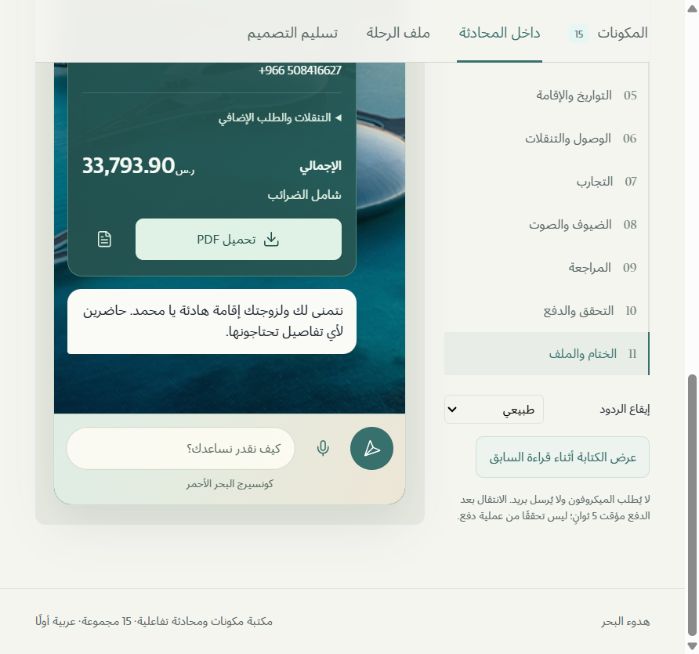 المكونات 15
داخل المحادثة
ملف الرحلة
تسليم التصميم
05 التواريخ والإقامة
06 الوصول والتنقلات
07 التجارب
08 الضيوف والصوت
09 المراجعة
10 التحقق والدفع
11 الختام والملف
إيقاع الردود
طبيعي
عرض الكتابة أثناء قراءة السابق
لا يُطلب الميكروفون ولا يُرسل بريد. الانتقال بعد
الدفع مؤقت 5 ثوانٍ؛ ليس تحققًا من عملية دفع.
+966 508416627
التنقلات والطلب الإضافي
الإجمالي
33,793.90 ر.س
شامل الضرائب
تحميل PDF
نتمنى لك ولزوجتك إقامة هادئة يا محمد. حاضرين
لأي تفاصيل تحتاجونها.
كيف نقدر نساعدك؟
كونسيرج البحر الأحمر
هدوء البحر
مكتبة مكونات ومحادثة تفاعلية · 15 مجموعة · عربية أولًا